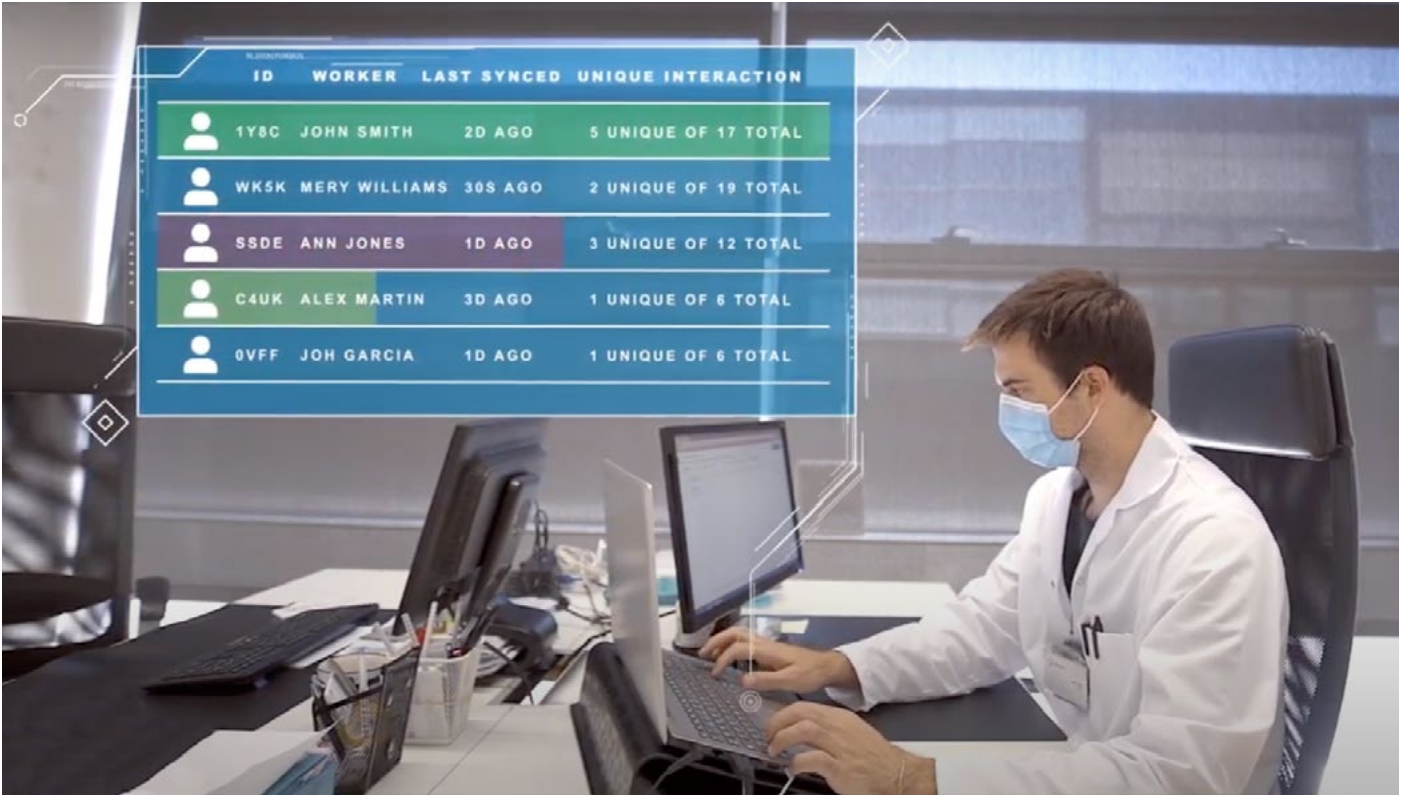 ID WORKER LAST SYNCED UNIQUE INTERACTION
1Y8C JOHN SMITH 2D AGO 5 UNIQUE OF 17 TOTAL
WK5K MERY WILLIAMS 30S AGO 2 UNIQUE OF 19 TOTAL
SSDE ANN JONES 1D AGO 3 UNIQUE OF 12 TOTAL
C4UK ALEX MARTIN 3D AGO 1 UNIQUE OF 6 TOTAL
0VFF JOH GARCIA 1D AGO 1 UNIQUE OF 6 TOTAL